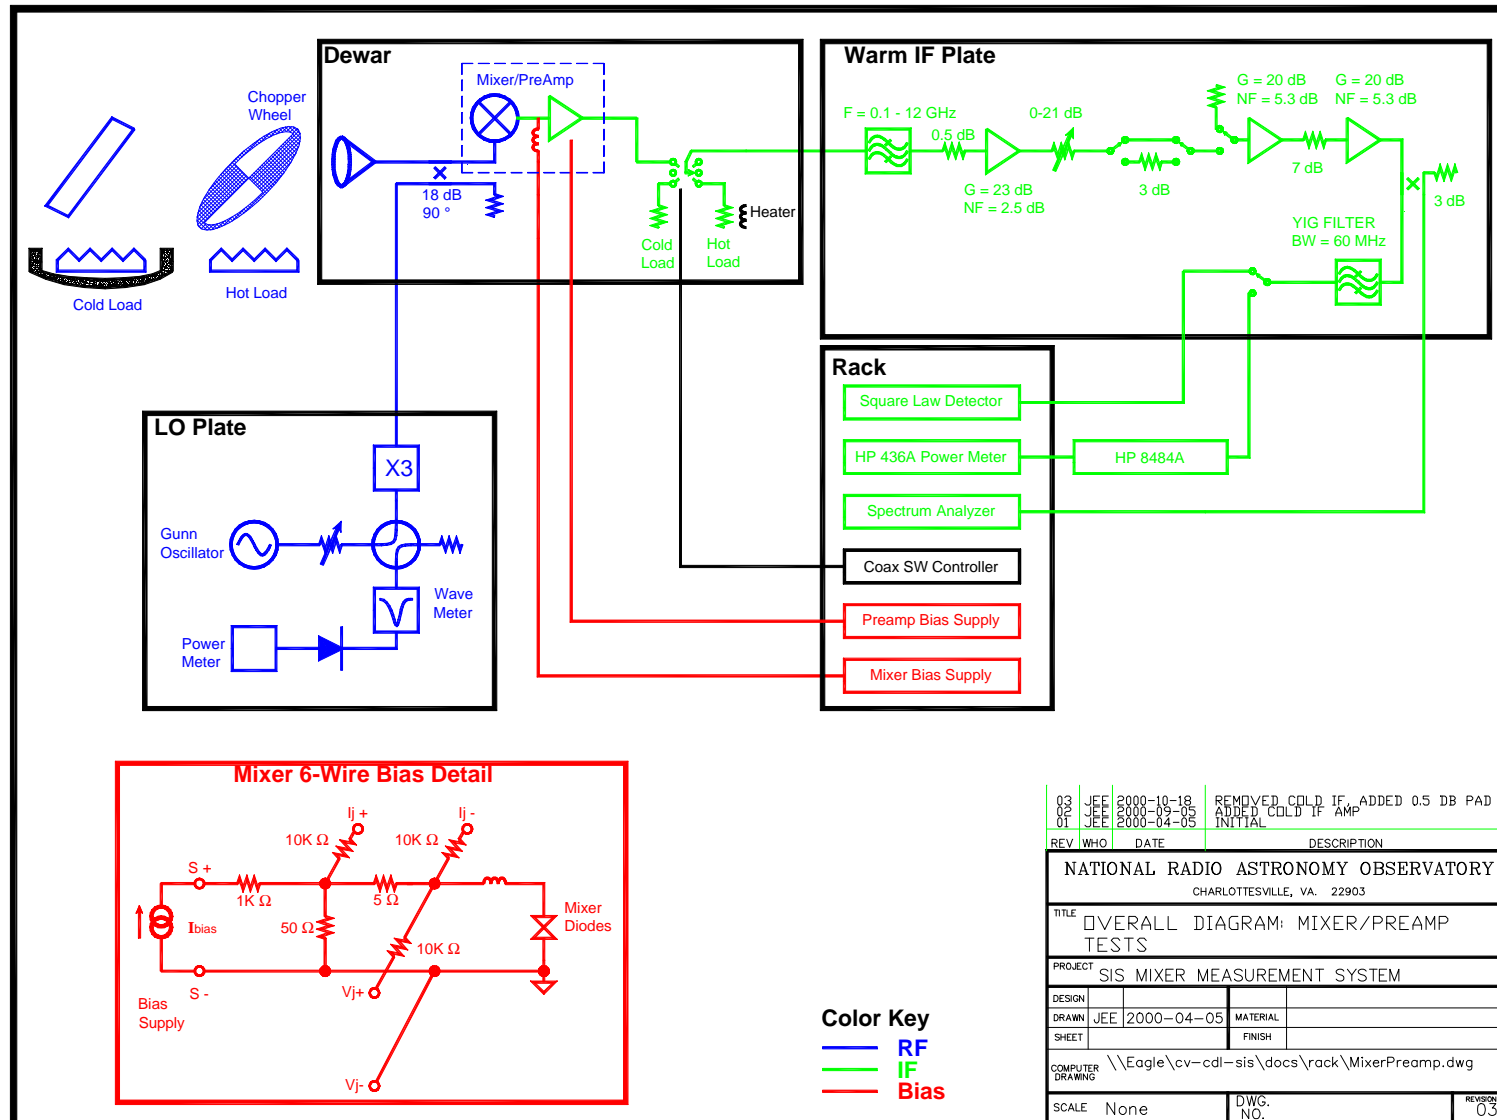 Dewar
Mixer/PreAmp
Chopper
Wheel
18 dB
90 °
Cold
Load
Hot
Load
Heater
Cold Load
Hot Load
Warm IF Plate
F = 0.1 - 12 GHz
0.5 dB
G = 23 dB
NF = 2.5 dB
0-21 dB
3 dB
G = 20 dB
NF = 5.3 dB
7 dB
G = 20 dB
NF = 5.3 dB
3 dB
YIG FILTER
BW = 60 MHz
Rack
Square Law Detector
HP 436A Power Meter
HP 8484A
Spectrum Analyzer
Coax SW Controller
Preamp Bias Supply
Mixer Bias Supply
LO Plate
X3
Gunn
Oscillator
Wave
Meter
Power
Meter
Mixer 6-Wire Bias Detail
Ij +
Ij -
10K Ω
10K Ω
S +
1K Ω
5 Ω
Ibias
50 Ω
Mixer
Diodes
10K Ω
S -
Vj+
Bias
Supply
Vj-
Color Key
RF
IF
Bias
03 JEE 2000-10-18 REMOVED COLD IF, ADDED 0.5 DB PAD
02 JEE 2000-09-05 ADDED COLD IF AMP
01 JEE 2000-04-05 INITIAL
REV WHO DATE DESCRIPTION
NATIONAL RADIO ASTRONOMY OBSERVATORY
CHARLOTTESVILLE, VA. 22903
TITLE OVERALL DIAGRAM: MIXER/PREAMP
TESTS
PROJECT SIS MIXER MEASUREMENT SYSTEM
DESIGN
DRAWN JEE 2000-04-05 MATERIAL
SHEET FINISH
COMPUTER DRAWING \\Eagle\cv-cdl-sis\docs\rack\MixerPreamp.dwg
SCALE None DWG. NO. REVISION 03